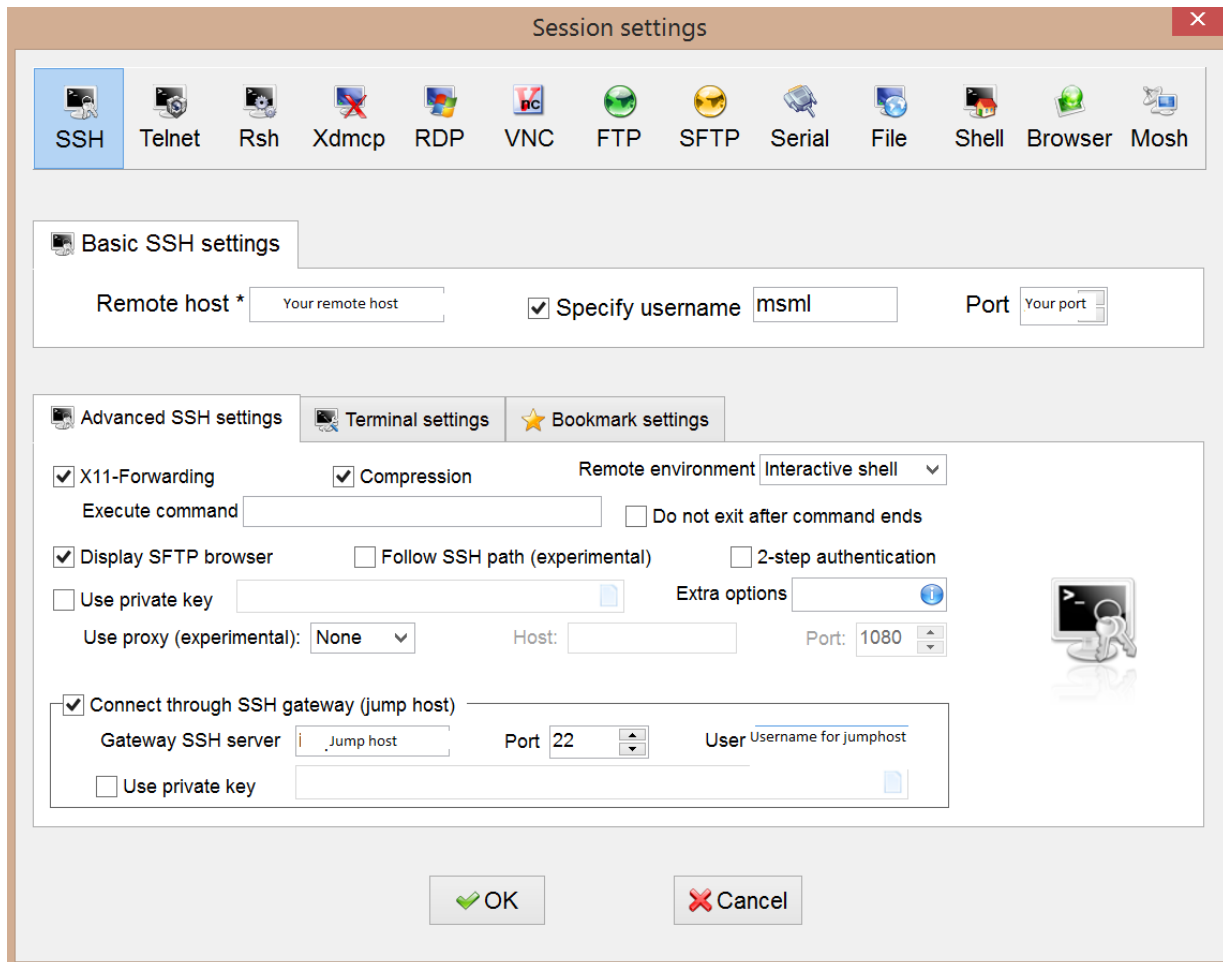 Session settings
SSH Telnet Rsh Xdmcp RDP VNC FTP SFTP Serial File Shell Browser Mosh
Basic SSH settings
Remote host * Your remote host Specify username msml Port Your port
Advanced SSH settings Terminal settings Bookmark settings
X11-Forwarding Compression Remote environment Interactive shell
Execute command Do not exit after command ends
Display SFTP browser Follow SSH path (experimental) 2-step authentication
Use private key Extra options
Use proxy (experimental): None Host: Port: 1080
Connect through SSH gateway (jump host)
Gateway SSH server Jump host Port 22 User Username for jumphost
Use private key
OK Cancel